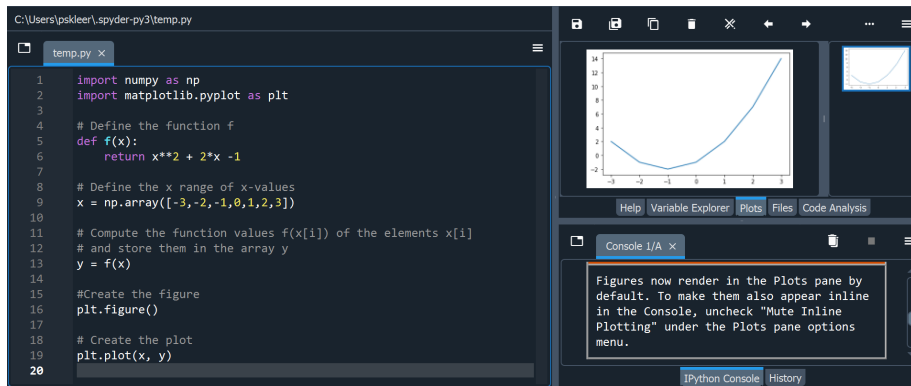 C:\Users\pskleer\.spyder-py3\temp.py
temp.py ×
1 import numpy as np
2 import matplotlib.pyplot as plt
3
4 # Define the function f
5 def f(x):
6 return x**2 + 2*x -1
7
8 # Define the x range of x-values
9 x = np.array([-3,-2,-1,0,1,2,3])
10
11 # Compute the function values f(x[i]) of the elements x[i]
12 # and store them in the array y
13 y = f(x)
14
15 #Create the figure
16 plt.figure()
17
18 # Create the plot
19 plt.plot(x, y)
20
14
12
10
8
6
4
2
0
−2
−3 −2 −1 0 1 2 3
Help Variable Explorer Plots Files Code Analysis
Console 1/A ×
Figures now render in the Plots pane by
default. To make them also appear inline
in the Console, uncheck "Mute Inline
Plotting" under the Plots pane options
menu.
IPython Console History